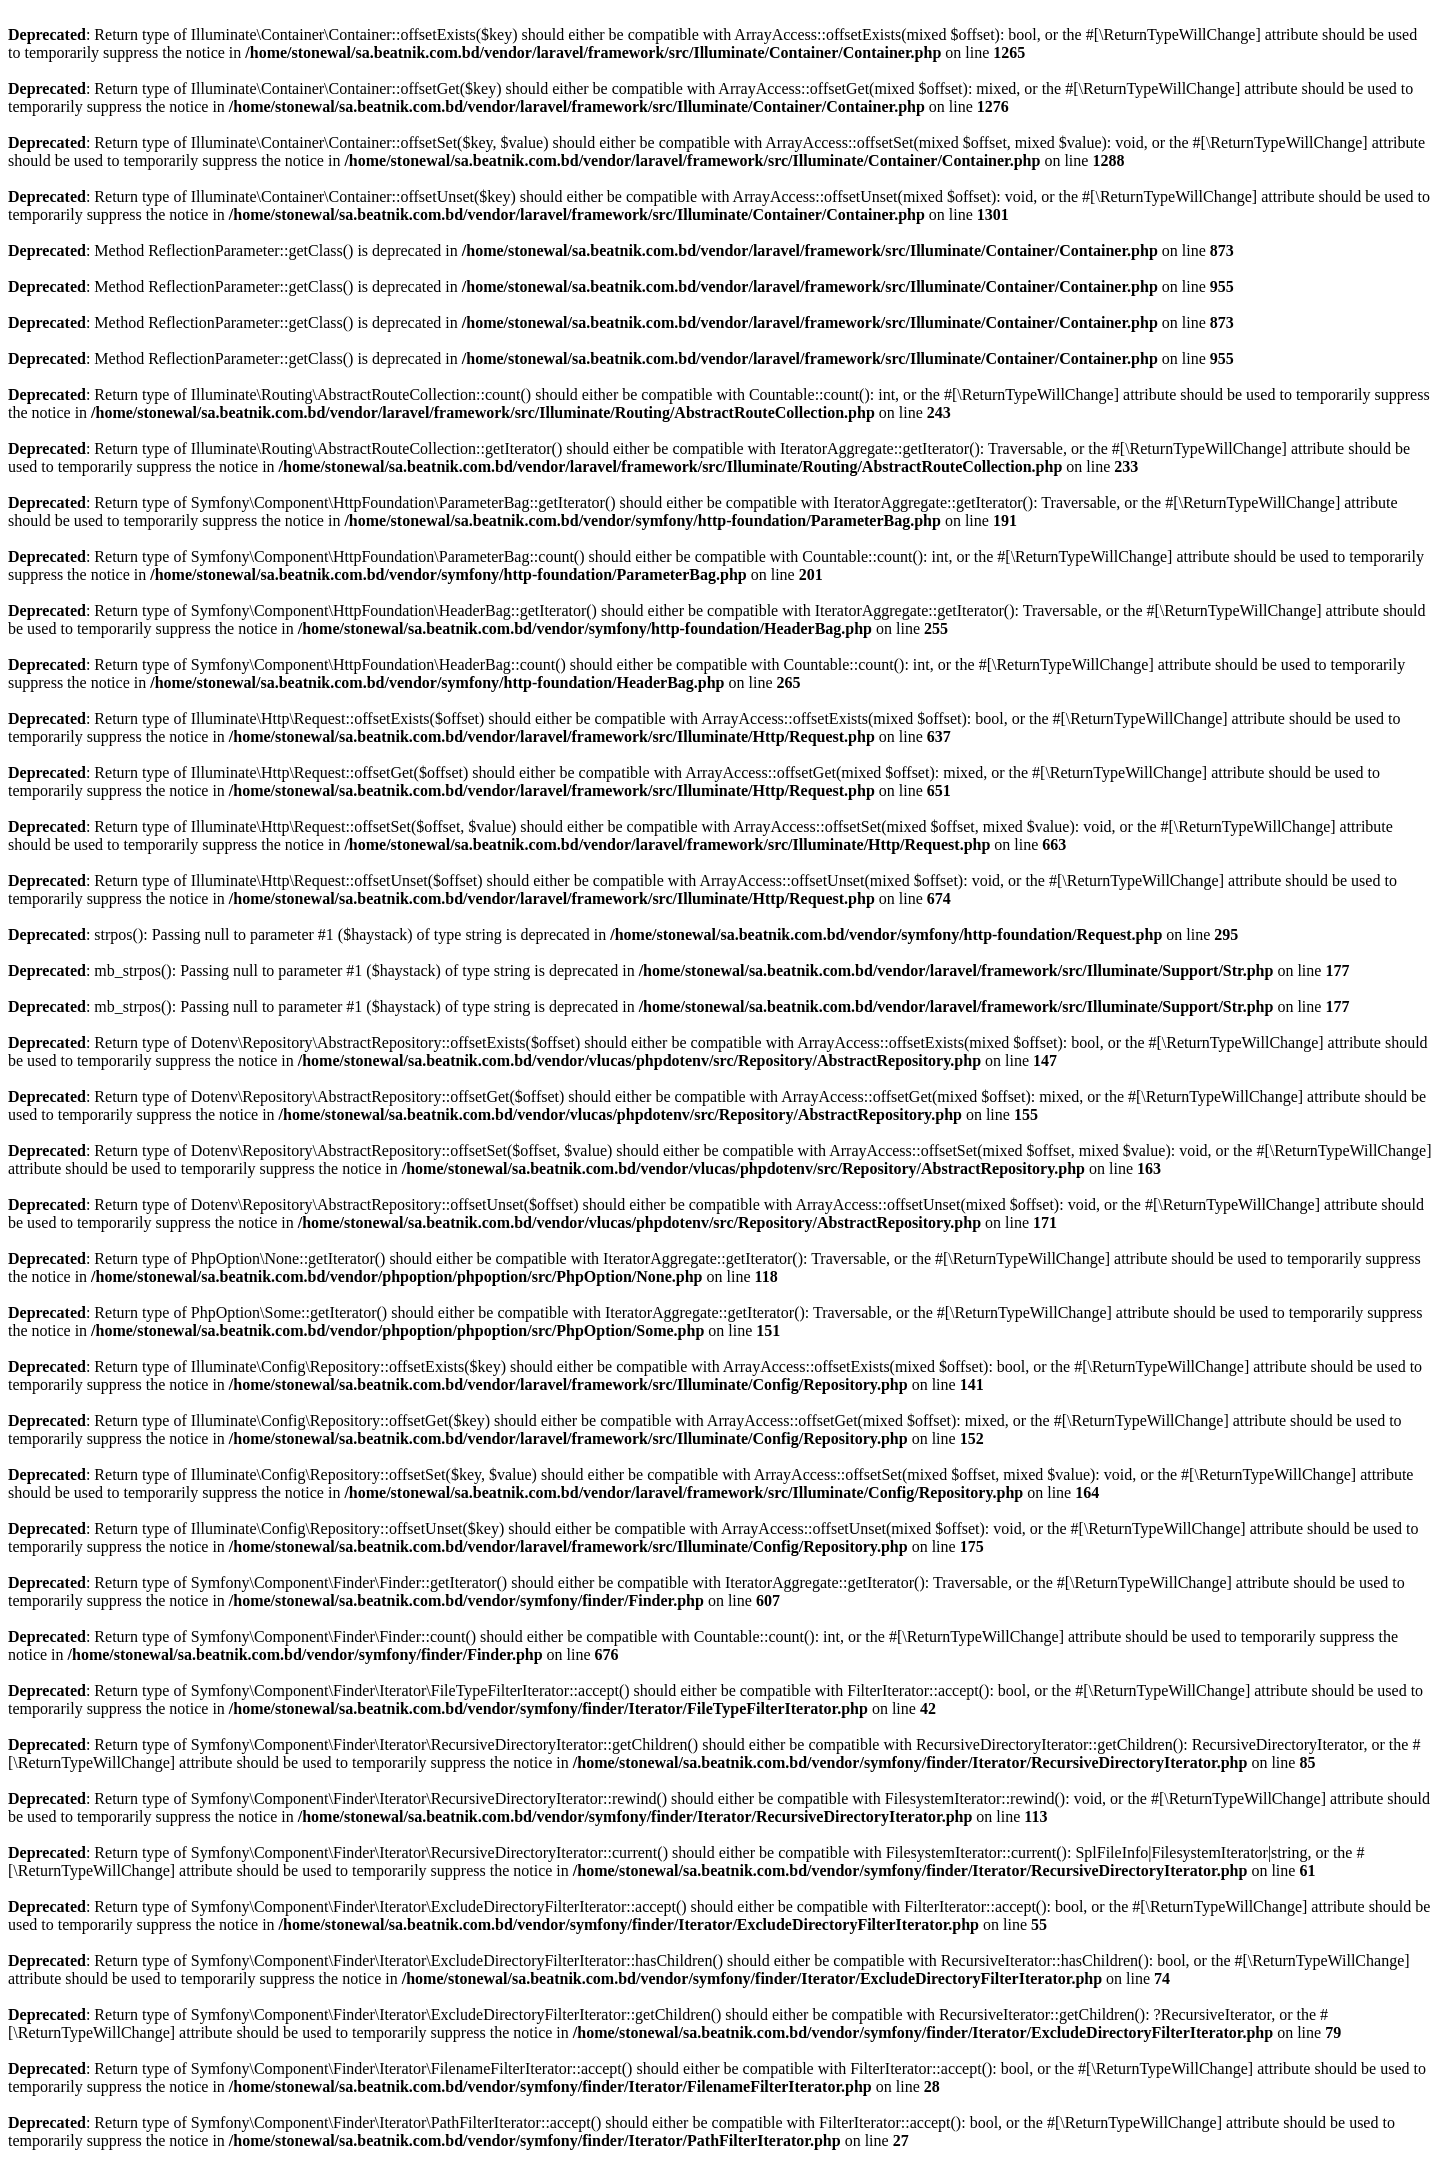 Deprecated: Return type of Illuminate\Container\Container::offsetExists($key) should either be compatible with ArrayAccess::offsetExists(mixed $offset): bool, or the #[\ReturnTypeWillChange] attribute should be used
to temporarily suppress the notice in /home/stonewal/sa.beatnik.com.bd/vendor/laravel/framework/src/Illuminate/Container/Container.php on line 1265
Deprecated: Return type of Illuminate\Container\Container::offsetGet($key) should either be compatible with ArrayAccess::offsetGet(mixed $offset): mixed, or the #[\ReturnTypeWillChange] attribute should be used to
temporarily suppress the notice in /home/stonewal/sa.beatnik.com.bd/vendor/laravel/framework/src/Illuminate/Container/Container.php on line 1276
Deprecated: Return type of Illuminate\Container\Container::offsetSet($key, $value) should either be compatible with ArrayAccess::offsetSet(mixed $offset, mixed $value): void, or the #[\ReturnTypeWillChange] attribute
should be used to temporarily suppress the notice in /home/stonewal/sa.beatnik.com.bd/vendor/laravel/framework/src/Illuminate/Container/Container.php on line 1288
Deprecated: Return type of Illuminate\Container\Container::offsetUnset($key) should either be compatible with ArrayAccess::offsetUnset(mixed $offset): void, or the #[\ReturnTypeWillChange] attribute should be used to
temporarily suppress the notice in /home/stonewal/sa.beatnik.com.bd/vendor/laravel/framework/src/Illuminate/Container/Container.php on line 1301
Deprecated: Method ReflectionParameter::getClass() is deprecated in /home/stonewal/sa.beatnik.com.bd/vendor/laravel/framework/src/Illuminate/Container/Container.php on line 873
Deprecated: Method ReflectionParameter::getClass() is deprecated in /home/stonewal/sa.beatnik.com.bd/vendor/laravel/framework/src/Illuminate/Container/Container.php on line 955
Deprecated: Method ReflectionParameter::getClass() is deprecated in /home/stonewal/sa.beatnik.com.bd/vendor/laravel/framework/src/Illuminate/Container/Container.php on line 873
Deprecated: Method ReflectionParameter::getClass() is deprecated in /home/stonewal/sa.beatnik.com.bd/vendor/laravel/framework/src/Illuminate/Container/Container.php on line 955
Deprecated: Return type of Illuminate\Routing\AbstractRouteCollection::count() should either be compatible with Countable::count(): int, or the #[\ReturnTypeWillChange] attribute should be used to temporarily suppress
the notice in /home/stonewal/sa.beatnik.com.bd/vendor/laravel/framework/src/Illuminate/Routing/AbstractRouteCollection.php on line 243
Deprecated: Return type of Illuminate\Routing\AbstractRouteCollection::getIterator() should either be compatible with IteratorAggregate::getIterator(): Traversable, or the #[\ReturnTypeWillChange] attribute should be
used to temporarily suppress the notice in /home/stonewal/sa.beatnik.com.bd/vendor/laravel/framework/src/Illuminate/Routing/AbstractRouteCollection.php on line 233
Deprecated: Return type of Symfony\Component\HttpFoundation\ParameterBag::getIterator() should either be compatible with IteratorAggregate::getIterator(): Traversable, or the #[\ReturnTypeWillChange] attribute
should be used to temporarily suppress the notice in /home/stonewal/sa.beatnik.com.bd/vendor/symfony/http-foundation/ParameterBag.php on line 191
Deprecated: Return type of Symfony\Component\HttpFoundation\ParameterBag::count() should either be compatible with Countable::count(): int, or the #[\ReturnTypeWillChange] attribute should be used to temporarily
suppress the notice in /home/stonewal/sa.beatnik.com.bd/vendor/symfony/http-foundation/ParameterBag.php on line 201
Deprecated: Return type of Symfony\Component\HttpFoundation\HeaderBag::getIterator() should either be compatible with IteratorAggregate::getIterator(): Traversable, or the #[\ReturnTypeWillChange] attribute should
be used to temporarily suppress the notice in /home/stonewal/sa.beatnik.com.bd/vendor/symfony/http-foundation/HeaderBag.php on line 255
Deprecated: Return type of Symfony\Component\HttpFoundation\HeaderBag::count() should either be compatible with Countable::count(): int, or the #[\ReturnTypeWillChange] attribute should be used to temporarily
suppress the notice in /home/stonewal/sa.beatnik.com.bd/vendor/symfony/http-foundation/HeaderBag.php on line 265
Deprecated: Return type of Illuminate\Http\Request::offsetExists($offset) should either be compatible with ArrayAccess::offsetExists(mixed $offset): bool, or the #[\ReturnTypeWillChange] attribute should be used to
temporarily suppress the notice in /home/stonewal/sa.beatnik.com.bd/vendor/laravel/framework/src/Illuminate/Http/Request.php on line 637
Deprecated: Return type of Illuminate\Http\Request::offsetGet($offset) should either be compatible with ArrayAccess::offsetGet(mixed $offset): mixed, or the #[\ReturnTypeWillChange] attribute should be used to
temporarily suppress the notice in /home/stonewal/sa.beatnik.com.bd/vendor/laravel/framework/src/Illuminate/Http/Request.php on line 651
Deprecated: Return type of Illuminate\Http\Request::offsetSet($offset, $value) should either be compatible with ArrayAccess::offsetSet(mixed $offset, mixed $value): void, or the #[\ReturnTypeWillChange] attribute
should be used to temporarily suppress the notice in /home/stonewal/sa.beatnik.com.bd/vendor/laravel/framework/src/Illuminate/Http/Request.php on line 663
Deprecated: Return type of Illuminate\Http\Request::offsetUnset($offset) should either be compatible with ArrayAccess::offsetUnset(mixed $offset): void, or the #[\ReturnTypeWillChange] attribute should be used to
temporarily suppress the notice in /home/stonewal/sa.beatnik.com.bd/vendor/laravel/framework/src/Illuminate/Http/Request.php on line 674
Deprecated: strpos(): Passing null to parameter #1 ($haystack) of type string is deprecated in /home/stonewal/sa.beatnik.com.bd/vendor/symfony/http-foundation/Request.php on line 295
Deprecated: mb_strpos(): Passing null to parameter #1 ($haystack) of type string is deprecated in /home/stonewal/sa.beatnik.com.bd/vendor/laravel/framework/src/Illuminate/Support/Str.php on line 177
Deprecated: mb_strpos(): Passing null to parameter #1 ($haystack) of type string is deprecated in /home/stonewal/sa.beatnik.com.bd/vendor/laravel/framework/src/Illuminate/Support/Str.php on line 177
Deprecated: Return type of Dotenv\Repository\AbstractRepository::offsetExists($offset) should either be compatible with ArrayAccess::offsetExists(mixed $offset): bool, or the #[\ReturnTypeWillChange] attribute should
be used to temporarily suppress the notice in /home/stonewal/sa.beatnik.com.bd/vendor/vlucas/phpdotenv/src/Repository/AbstractRepository.php on line 147
Deprecated: Return type of Dotenv\Repository\AbstractRepository::offsetGet($offset) should either be compatible with ArrayAccess::offsetGet(mixed $offset): mixed, or the #[\ReturnTypeWillChange] attribute should be
used to temporarily suppress the notice in /home/stonewal/sa.beatnik.com.bd/vendor/vlucas/phpdotenv/src/Repository/AbstractRepository.php on line 155
Deprecated: Return type of Dotenv\Repository\AbstractRepository::offsetSet($offset, $value) should either be compatible with ArrayAccess::offsetSet(mixed $offset, mixed $value): void, or the #[\ReturnTypeWillChange]
attribute should be used to temporarily suppress the notice in /home/stonewal/sa.beatnik.com.bd/vendor/vlucas/phpdotenv/src/Repository/AbstractRepository.php on line 163
Deprecated: Return type of Dotenv\Repository\AbstractRepository::offsetUnset($offset) should either be compatible with ArrayAccess::offsetUnset(mixed $offset): void, or the #[\ReturnTypeWillChange] attribute should
be used to temporarily suppress the notice in /home/stonewal/sa.beatnik.com.bd/vendor/vlucas/phpdotenv/src/Repository/AbstractRepository.php on line 171
Deprecated: Return type of PhpOption\None::getIterator() should either be compatible with IteratorAggregate::getIterator(): Traversable, or the #[\ReturnTypeWillChange] attribute should be used to temporarily suppress
the notice in /home/stonewal/sa.beatnik.com.bd/vendor/phpoption/phpoption/src/PhpOption/None.php on line 118
Deprecated: Return type of PhpOption\Some::getIterator() should either be compatible with IteratorAggregate::getIterator(): Traversable, or the #[\ReturnTypeWillChange] attribute should be used to temporarily suppress
the notice in /home/stonewal/sa.beatnik.com.bd/vendor/phpoption/phpoption/src/PhpOption/Some.php on line 151
Deprecated: Return type of Illuminate\Config\Repository::offsetExists($key) should either be compatible with ArrayAccess::offsetExists(mixed $offset): bool, or the #[\ReturnTypeWillChange] attribute should be used to
temporarily suppress the notice in /home/stonewal/sa.beatnik.com.bd/vendor/laravel/framework/src/Illuminate/Config/Repository.php on line 141
Deprecated: Return type of Illuminate\Config\Repository::offsetGet($key) should either be compatible with ArrayAccess::offsetGet(mixed $offset): mixed, or the #[\ReturnTypeWillChange] attribute should be used to
temporarily suppress the notice in /home/stonewal/sa.beatnik.com.bd/vendor/laravel/framework/src/Illuminate/Config/Repository.php on line 152
Deprecated: Return type of Illuminate\Config\Repository::offsetSet($key, $value) should either be compatible with ArrayAccess::offsetSet(mixed $offset, mixed $value): void, or the #[\ReturnTypeWillChange] attribute
should be used to temporarily suppress the notice in /home/stonewal/sa.beatnik.com.bd/vendor/laravel/framework/src/Illuminate/Config/Repository.php on line 164
Deprecated: Return type of Illuminate\Config\Repository::offsetUnset($key) should either be compatible with ArrayAccess::offsetUnset(mixed $offset): void, or the #[\ReturnTypeWillChange] attribute should be used to
temporarily suppress the notice in /home/stonewal/sa.beatnik.com.bd/vendor/laravel/framework/src/Illuminate/Config/Repository.php on line 175
Deprecated: Return type of Symfony\Component\Finder\Finder::getIterator() should either be compatible with IteratorAggregate::getIterator(): Traversable, or the #[\ReturnTypeWillChange] attribute should be used to
temporarily suppress the notice in /home/stonewal/sa.beatnik.com.bd/vendor/symfony/finder/Finder.php on line 607
Deprecated: Return type of Symfony\Component\Finder\Finder::count() should either be compatible with Countable::count(): int, or the #[\ReturnTypeWillChange] attribute should be used to temporarily suppress the
notice in /home/stonewal/sa.beatnik.com.bd/vendor/symfony/finder/Finder.php on line 676
Deprecated: Return type of Symfony\Component\Finder\Iterator\FileTypeFilterIterator::accept() should either be compatible with FilterIterator::accept(): bool, or the #[\ReturnTypeWillChange] attribute should be used to
temporarily suppress the notice in /home/stonewal/sa.beatnik.com.bd/vendor/symfony/finder/Iterator/FileTypeFilterIterator.php on line 42
Deprecated: Return type of Symfony\Component\Finder\Iterator\RecursiveDirectoryIterator::getChildren() should either be compatible with RecursiveDirectoryIterator::getChildren(): RecursiveDirectoryIterator, or the #
[\ReturnTypeWillChange] attribute should be used to temporarily suppress the notice in /home/stonewal/sa.beatnik.com.bd/vendor/symfony/finder/Iterator/RecursiveDirectoryIterator.php on line 85
Deprecated: Return type of Symfony\Component\Finder\Iterator\RecursiveDirectoryIterator::rewind() should either be compatible with FilesystemIterator::rewind(): void, or the #[\ReturnTypeWillChange] attribute should
be used to temporarily suppress the notice in /home/stonewal/sa.beatnik.com.bd/vendor/symfony/finder/Iterator/RecursiveDirectoryIterator.php on line 113
Deprecated: Return type of Symfony\Component\Finder\Iterator\RecursiveDirectoryIterator::current() should either be compatible with FilesystemIterator::current(): SplFileInfo|FilesystemIterator|string, or the #
[\ReturnTypeWillChange] attribute should be used to temporarily suppress the notice in /home/stonewal/sa.beatnik.com.bd/vendor/symfony/finder/Iterator/RecursiveDirectoryIterator.php on line 61
Deprecated: Return type of Symfony\Component\Finder\Iterator\ExcludeDirectoryFilterIterator::accept() should either be compatible with FilterIterator::accept(): bool, or the #[\ReturnTypeWillChange] attribute should be
used to temporarily suppress the notice in /home/stonewal/sa.beatnik.com.bd/vendor/symfony/finder/Iterator/ExcludeDirectoryFilterIterator.php on line 55
Deprecated: Return type of Symfony\Component\Finder\Iterator\ExcludeDirectoryFilterIterator::hasChildren() should either be compatible with RecursiveIterator::hasChildren(): bool, or the #[\ReturnTypeWillChange]
attribute should be used to temporarily suppress the notice in /home/stonewal/sa.beatnik.com.bd/vendor/symfony/finder/Iterator/ExcludeDirectoryFilterIterator.php on line 74
Deprecated: Return type of Symfony\Component\Finder\Iterator\ExcludeDirectoryFilterIterator::getChildren() should either be compatible with RecursiveIterator::getChildren(): ?RecursiveIterator, or the #
[\ReturnTypeWillChange] attribute should be used to temporarily suppress the notice in /home/stonewal/sa.beatnik.com.bd/vendor/symfony/finder/Iterator/ExcludeDirectoryFilterIterator.php on line 79
Deprecated: Return type of Symfony\Component\Finder\Iterator\FilenameFilterIterator::accept() should either be compatible with FilterIterator::accept(): bool, or the #[\ReturnTypeWillChange] attribute should be used to
temporarily suppress the notice in /home/stonewal/sa.beatnik.com.bd/vendor/symfony/finder/Iterator/FilenameFilterIterator.php on line 28
Deprecated: Return type of Symfony\Component\Finder\Iterator\PathFilterIterator::accept() should either be compatible with FilterIterator::accept(): bool, or the #[\ReturnTypeWillChange] attribute should be used to
temporarily suppress the notice in /home/stonewal/sa.beatnik.com.bd/vendor/symfony/finder/Iterator/PathFilterIterator.php on line 27